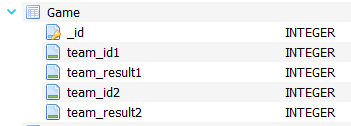 Game
_id INTEGER
team_id1 INTEGER
team_result1 INTEGER
team_id2 INTEGER
team_result2 INTEGER